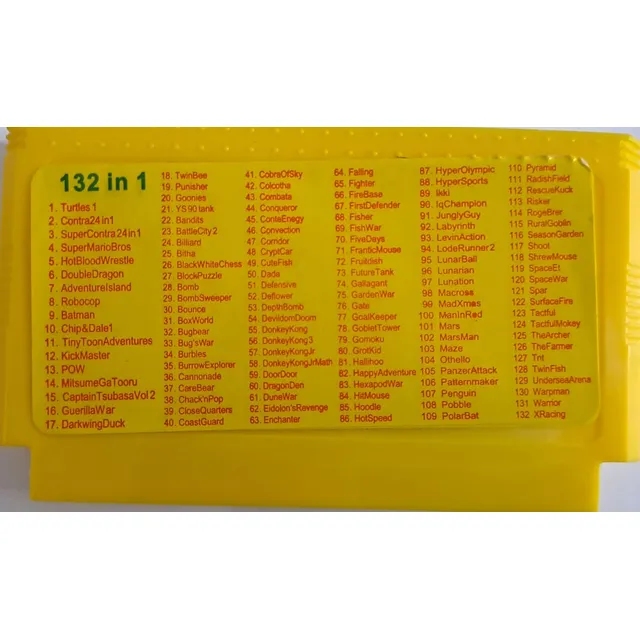 132 in 1
1. Turtles 1
2. Contra24in1
3. SuperContra24in1
4. SuperMarioBros
5. HotBloodWrestle
6. DoubleDragon
7. AdventureIsland
8. Robocop
9. Batman
10. Chip&Dale1
11. TinyToonAdventures
12. KickMaster
13. POW
14. MitsumeGaTooru
15. CaptainTsubasaVol2
16. GuerillaWar
17. DarkwingDuck
18. TwinBee
19. Punisher
20. Goonies
21. YS90tank
22. Bandits
23. BattleCity2
24. Billiard
25. Bitha
26. BlackWhiteChess
27. BlockPuzzle
28. Bomb
29. BombSweeper
30. Bounce
31. BoxWorld
32. Bugbear
33. Bug'sWar
34. Burbles
35. BurrowExplorer
36. Cannonade
37. CareBear
38. Chack'nPop
39. CloseQuarters
40. CoastGuard
41. CobraOfSky
42. Colcotha
43. Combata
44. Conqueror
45. ContaEnegy
46. Convection
47. Corridor
48. CryptCar
49. CuteFish
50. Dada
51. Defensive
52. Deflower
53. DepthBomb
54. DevildomDoom
55. DonkeyKong
56. DonkeyKong3
57. DonkeyKongJr
58. DonkeyKongJrMath
59. DoorDoor
60. DragonDen
61. DuneWar
62. Eidolon'sRevenge
63. Enchanter
64. Falling
65. Fighter
66. FireBase
67. FirstDefender
68. Fisher
69. FishWar
70. FiveDeys
71. FranticMouse
72. Fruitdish
73. FutureTank
74. Gallagant
75. GardenWar
76. Gate
77. GoalKeeper
78. GobletTower
79. Gomoku
80. GrotKid
81. Hallihoo
82. HappyAdventure
83. HexapodWar
84. HitMouse
85. Hoodle
86. HotSpeed
87. HyperOlympic
88. HyperSports
89. Ikki
90. IqChempion
91. JunglyGuy
92. Labyrinth
93. LevinAction
94. LodeRunner2
95. LunarBall
96. Lunarian
97. Lunation
98. Macross
99. MadXmas
100. MenInRed
101. Mars
102. MarsMan
103. Maze
104. Othello
105. PanzerAttack
106. Patternmaker
107. Penguin
108. Pobble
109. PolarBat
110. Pyramid
111. RadishField
112. RescueKuck
113. Risker
114. RogeBrer
115. RuralGoblin
116. SeasonGarden
117. Shoot
118. ShrewMouse
119. SpaceEt
120. SpaceWar
121. Spar
122. SurfaceFire
123. Tactful
124. TactfulMokey
125. TheArcher
126. TheFarmer
127. Tnt
128. TwinFish
129. UnderseaArena
130. Warpman
131. Warrior
132. XRacing